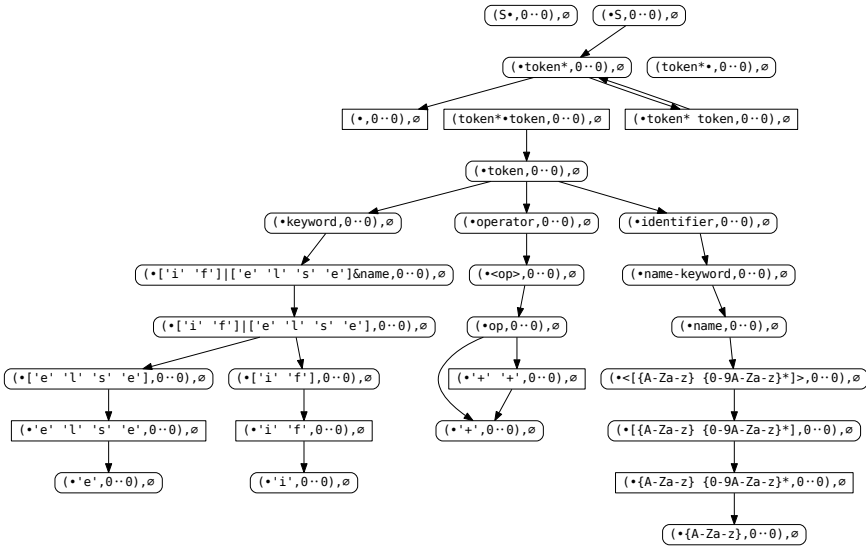 (S•,0··0),∅ (•S,0··0),∅
(•token*,0··0),∅ (token*•,0··0),∅
(•,0··0),∅ (token*•token,0··0),∅ (•token* token,0··0),∅
(•token,0··0),∅
(•keyword,0··0),∅ (•operator,0··0),∅ (•identifier,0··0),∅
(•['i' 'f']|['e' 'l' 's' 'e']&name,0··0),∅ (•<op>,0··0),∅ (•name-keyword,0··0),∅
(•['i' 'f']|['e' 'l' 's' 'e'],0··0),∅ (•op,0··0),∅ (•name,0··0),∅
(•['e' 'l' 's' 'e'],0··0),∅ (•['i' 'f'],0··0),∅ (•'+' '+',0··0),∅ (•<[{A-Za-z} {0-9A-Za-z}*]>,0··0),∅
(•'e' 'l' 's' 'e',0··0),∅ (•'i' 'f',0··0),∅ (•'+',0··0),∅ (•[{A-Za-z} {0-9A-Za-z}*],0··0),∅
(•'e',0··0),∅ (•'i',0··0),∅ (•{A-Za-z} {0-9A-Za-z}*,0··0),∅
(•{A-Za-z},0··0),∅